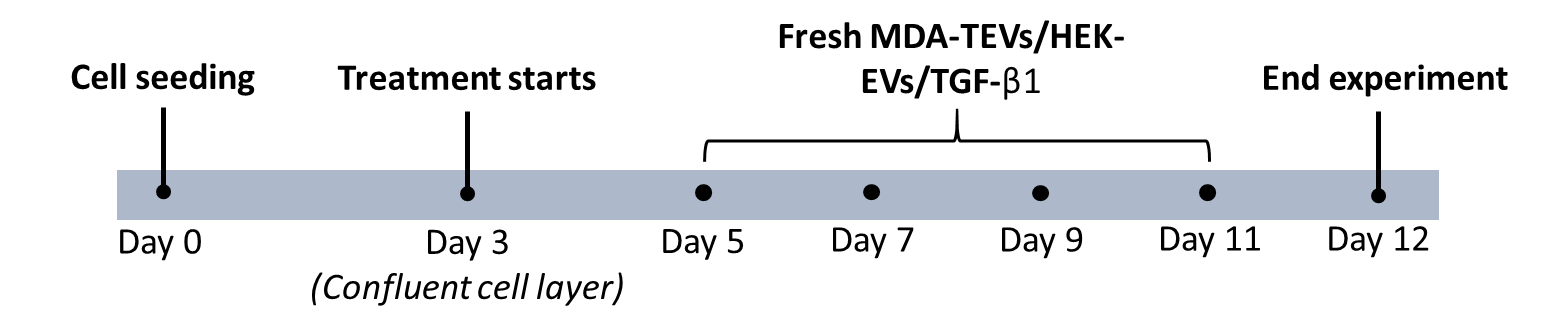 Fresh MDA-TEVs/HEK-
EVs/TGF-β1
Cell seeding
Treatment starts
End experiment
Day 0
Day 3
Day 5
Day 7
Day 9
Day 11
Day 12
(Confluent cell layer)